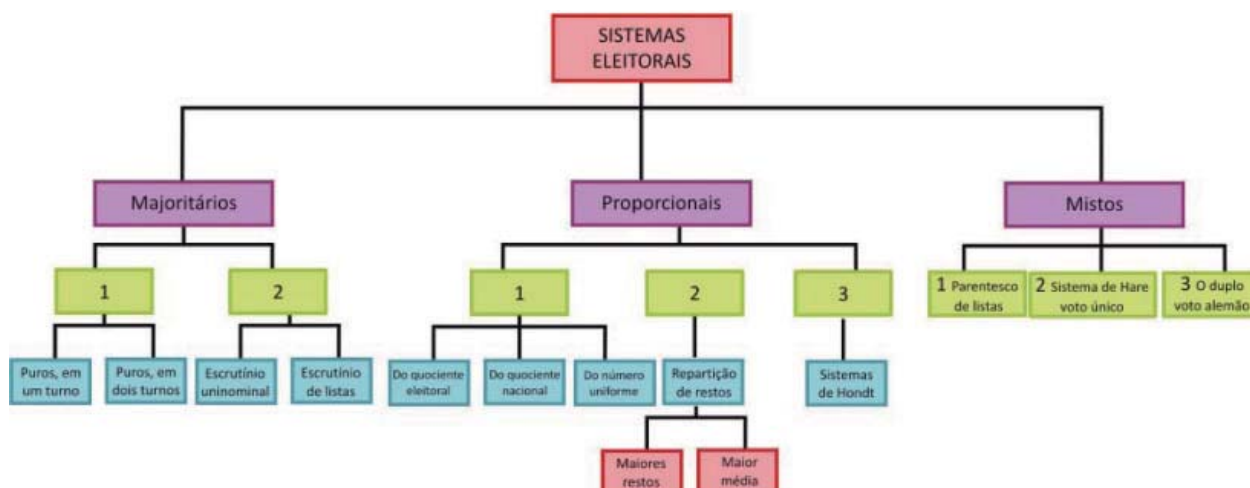 SISTEMAS
ELEITORAIS
Majoritários
Proporcionais
Mistos
1
2
1
2
3
1 Parentesco
de listas
2 Sistema de Hare
voto único
3 O duplo
voto alemão
Puros, em
um turno
Puros, em
dois turnos
Escrutínio
uninominal
Escrutínio
de listas
Do quociente
eleitoral
Do quociente
nacional
Do número
uniforme
Repartição
de restos
Sistemas
de Hondt
Maiores
restos
Maior
média